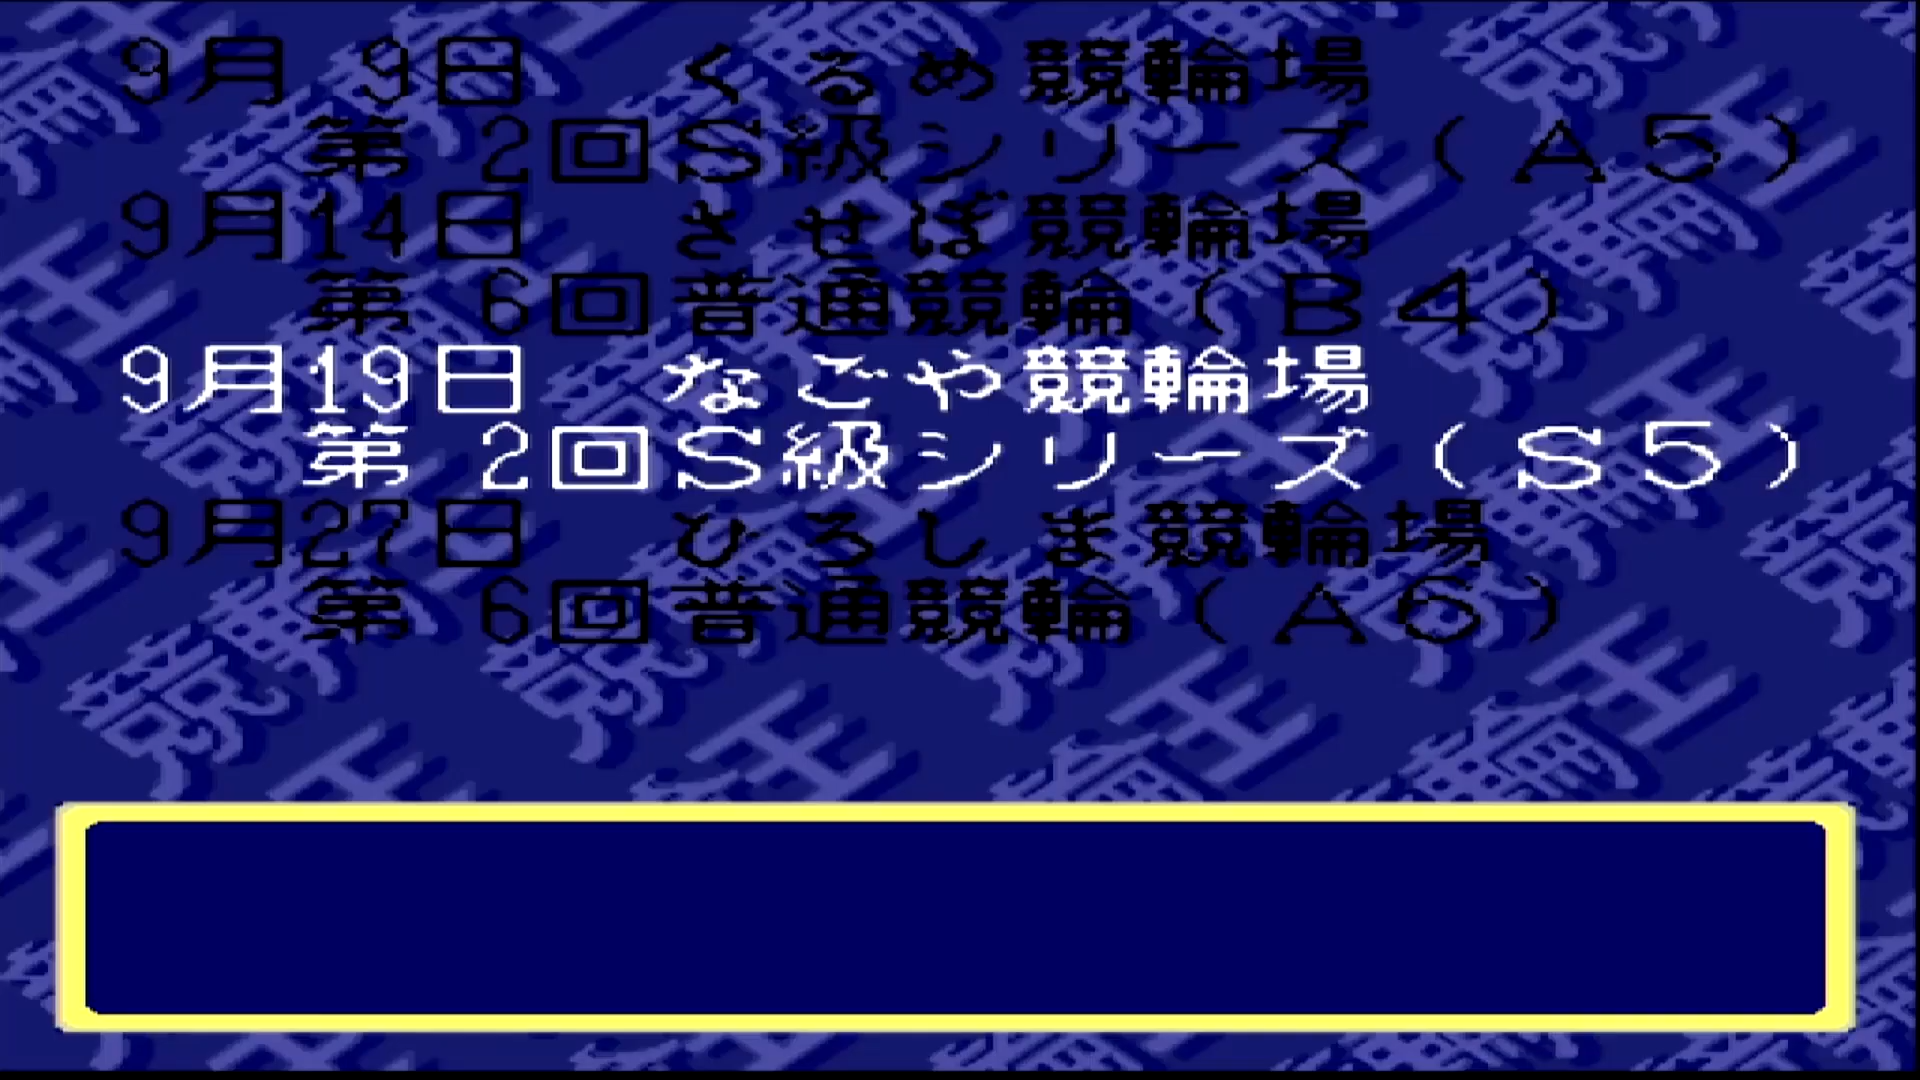 9月 9日 くるめ競輪場
第 2回S級シリーズ(A5)
9月14日 させぼ競輪場
第 6回普通競輪(B4)
9月19日 なごや競輪場
第 2回S級シリーズ(S5)
9月27日 ひろしま競輪場
第 6回普通競輪(A6)